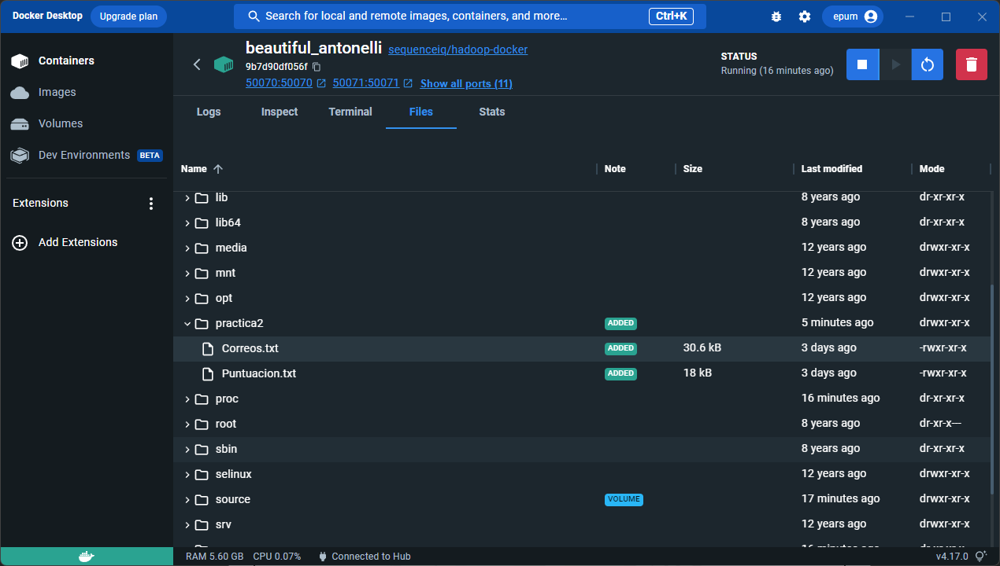 Docker Desktop Upgrade plan Search for local and remote images, containers, and more... Ctrl+K epum
Containers
Images
Volumes
Dev Environments BETA
Extensions
Add Extensions
beautiful_antonelli sequenceiq/hadoop-docker
9b7d90df056f
50070:50070 50071:50071 Show all ports (11)
STATUS
Running (16 minutes ago)
Logs Inspect Terminal Files Stats
Name Note Size Last modified Mode
lib 8 years ago dr-xr-xr-x
lib64 8 years ago dr-xr-xr-x
media 12 years ago drwxr-xr-x
mnt 12 years ago drwxr-xr-x
opt 12 years ago drwxr-xr-x
practica2 ADDED 5 minutes ago drwxr-xr-x
Correos.txt ADDED 30.6 kB 3 days ago -rwxr-xr-x
Puntuacion.txt ADDED 18 kB 3 days ago -rwxr-xr-x
proc 16 minutes ago dr-xr-xr-x
root 8 years ago dr-xr-x---
sbin 8 years ago dr-xr-xr-x
selinux 12 years ago drwxr-xr-x
source VOLUME 17 minutes ago drwxr-xr-x
srv 12 years ago drwxr-xr-x
RAM 5.60 GB CPU 0.07% Connected to Hub v4.17.0